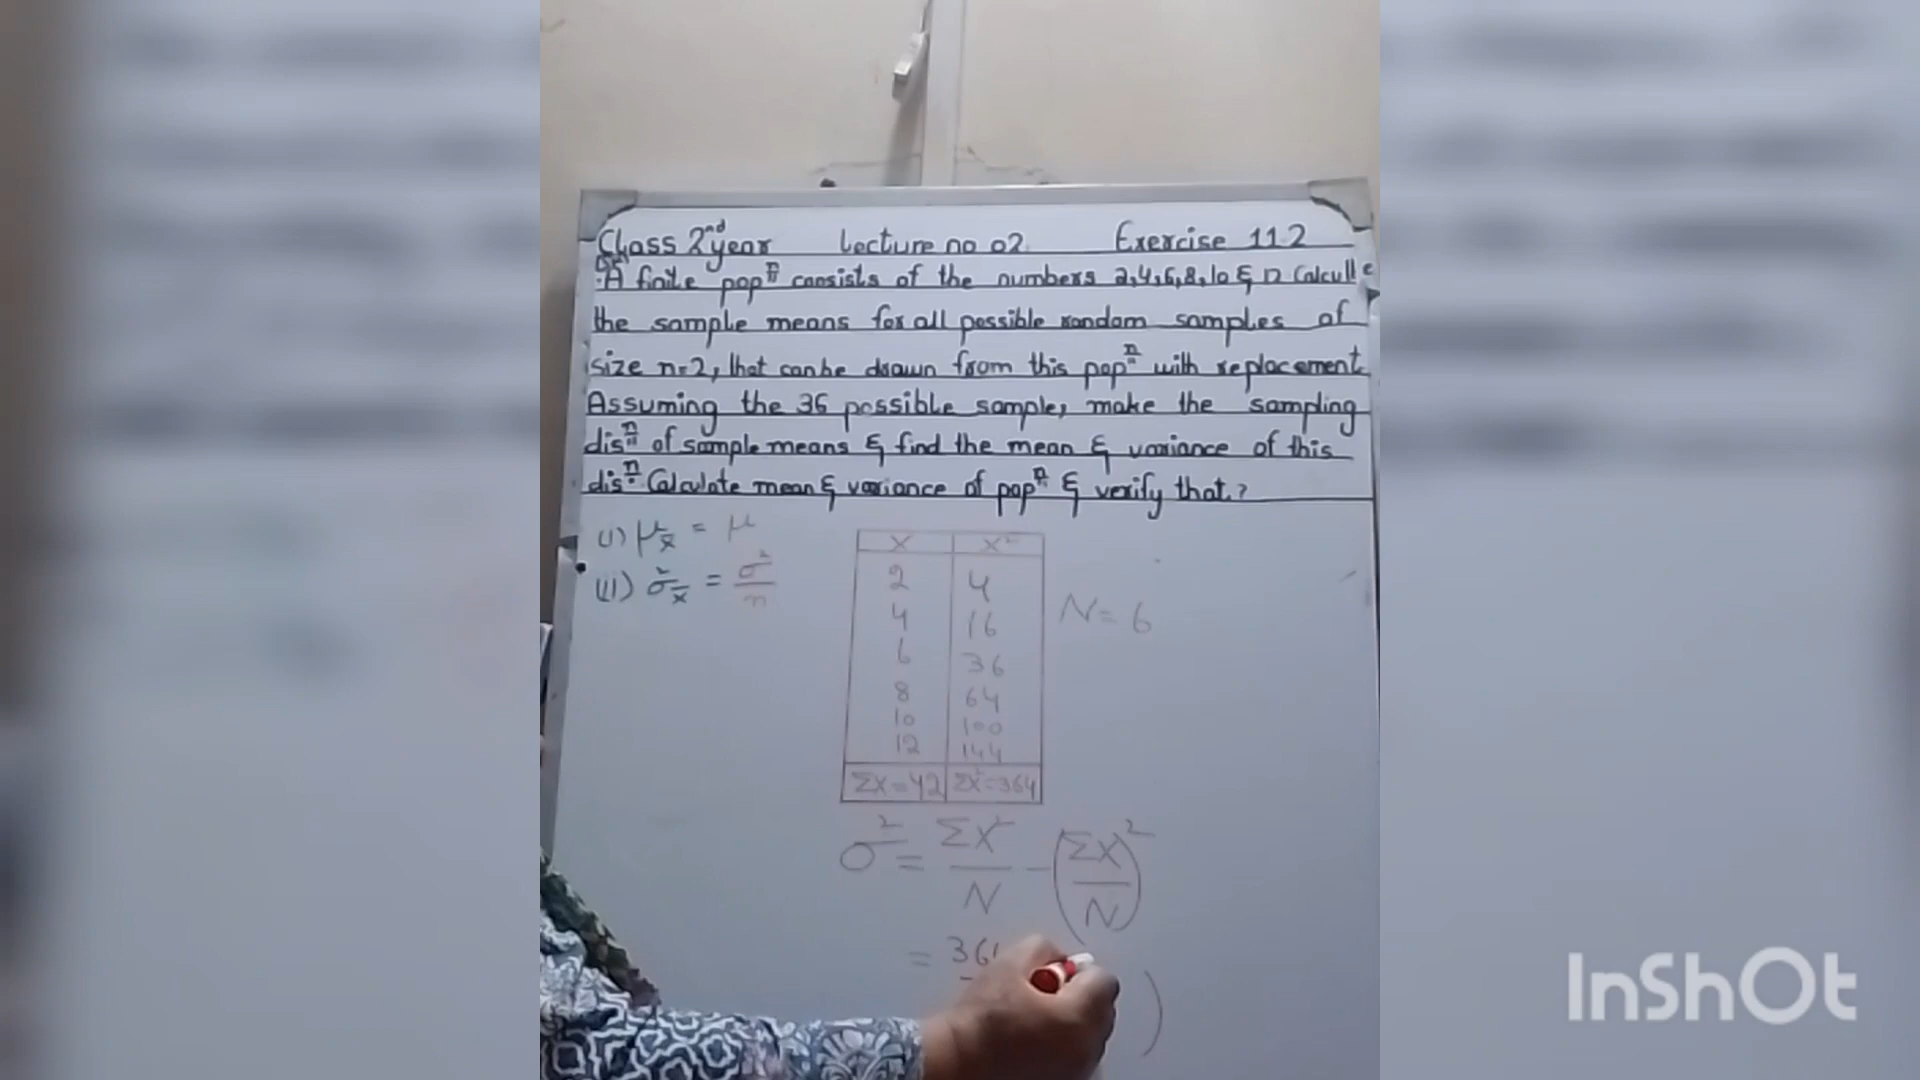 Class 2nd year Lecture no 02 Exercise 11.2
A finite popⁿ consists of the numbers 2,4,6,8,10 & 12 Calcul
the sample means for all possible random samples of
size n=2, that can be drawn from this popⁿ with replacement
Assuming the 36 possible sample, make the sampling
disⁿ of sample means & find the mean & variance of this
disⁿ. Calculate mean & variance of popⁿ & verify that?
(i) μx̄ = μ
(ii) σ²x̄ = σ²/n
X X²
2 4
4 16
6 36
8 64
10 100
12 144
ΣX=42 ΣX²=364
N=6
σ² = ΣX²/N - (ΣX/N)²
= 36
)
InShOt